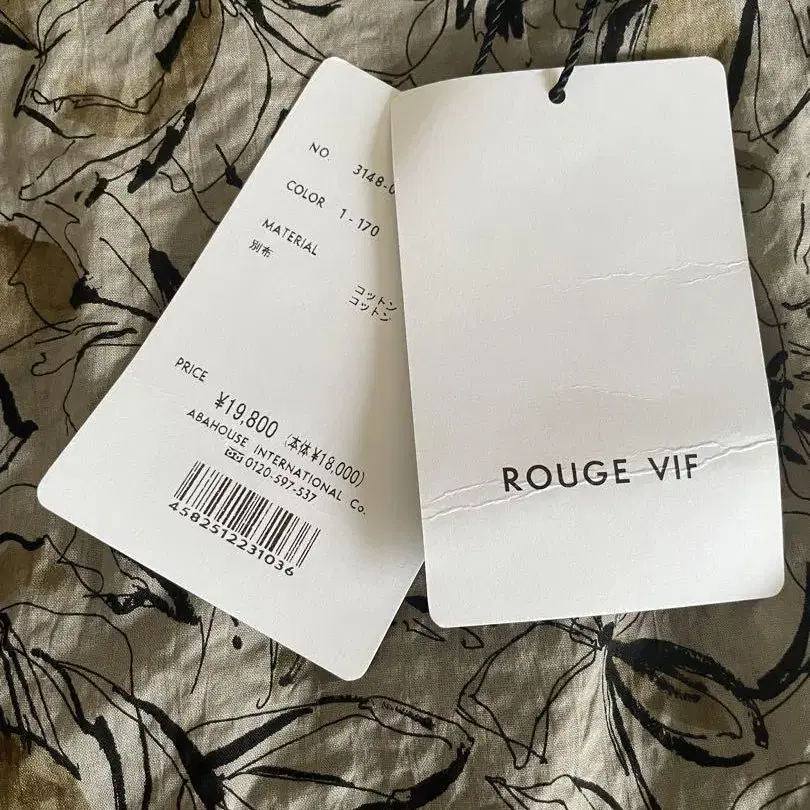 NO. 3148-0
COLOR 1-170
MATERIAL
別布
コットン
コットン
PRICE
¥19,800 (本体¥18,000)
ABAHOUSE INTERNATIONAL Co.
0120-597-537
4582512231036
ROUGE VIF